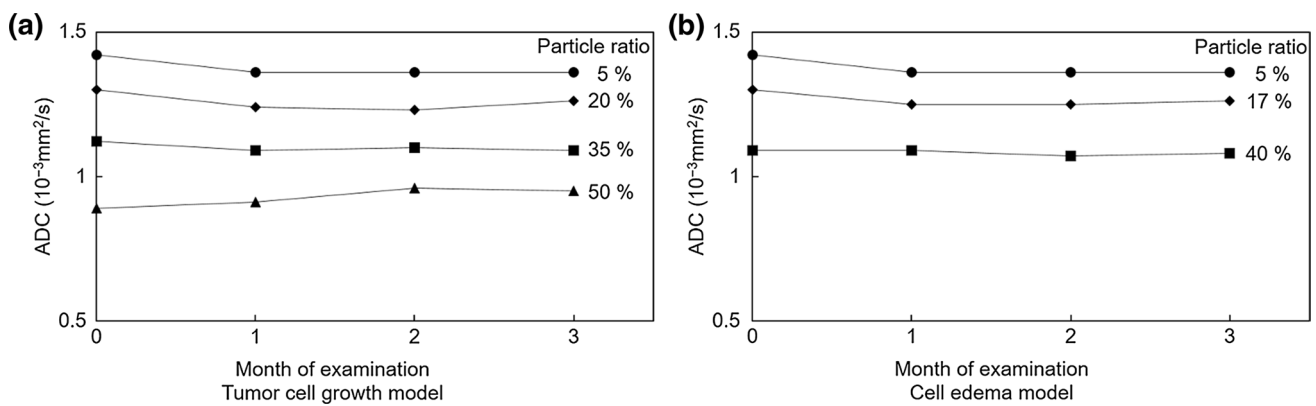 (a)
ADC (10⁻³mm²/s)
1.5
1
0.5
Particle ratio
5 %
20 %
35 %
50 %
0 1 2 3
Month of examination
Tumor cell growth model
(b)
ADC (10⁻³mm²/s)
1.5
1
0.5
Particle ratio
5 %
17 %
40 %
0 1 2 3
Month of examination
Cell edema model